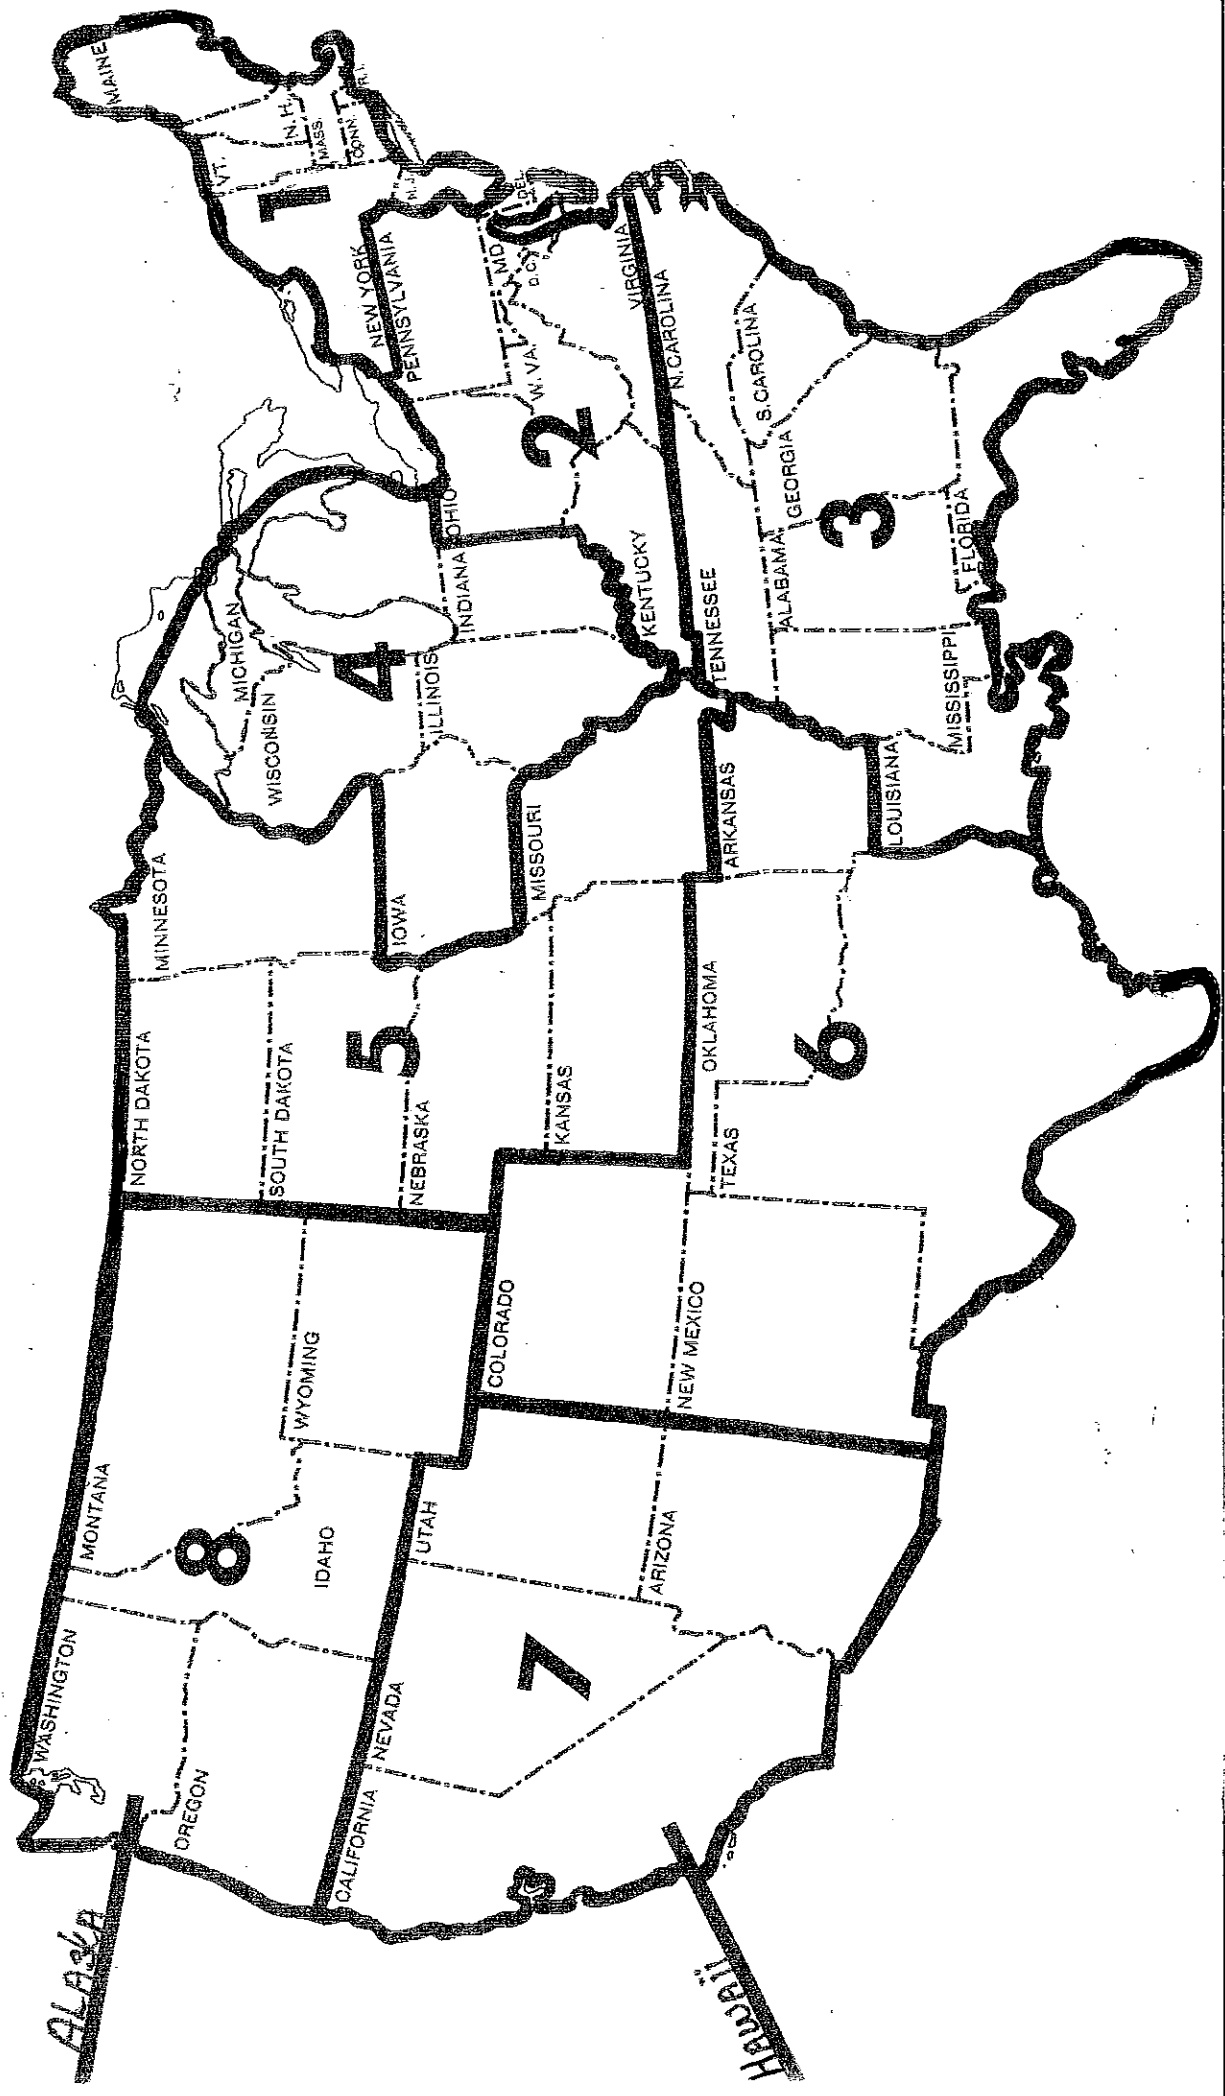 ALASKA
WASHINGTON
MONTANA
NORTH DAKOTA
MINNESOTA
OREGON
8
IDAHO
WYOMING
SOUTH DAKOTA
WISCONSIN
MICHIGAN
MAINE
VT.
N.H.
MASS.
CONN.
R.I.
1
CALIFORNIA
NEVADA
UTAH
COLORADO
NEBRASKA
5
IOWA
ILLINOIS
4
INDIANA
OHIO
NEW YORK
PENNSYLVANIA
N.J.
7
KANSAS
MISSOURI
KENTUCKY
2
W. VA.
MD.
DEL.
D.C.
VIRGINIA
Hawaii
ARIZONA
NEW MEXICO
TEXAS
OKLAHOMA
6
ARKANSAS
TENNESSEE
N. CAROLINA
S. CAROLINA
LOUISIANA
MISSISSIPPI
ALABAMA
GEORGIA
3
FLORIDA